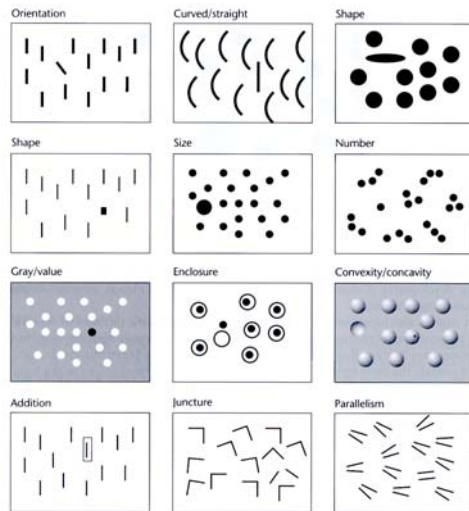 Orientation
Curved/straight
Shape
Shape
Size
Number
Gray/value
Enclosure
Convexity/concavity
Addition
Juncture
Parallelism